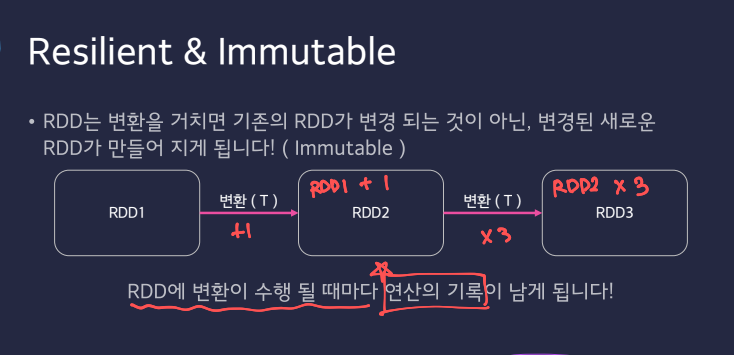 Resilient & Immutable
• RDD는 변환을 거치면 기존의 RDD가 변경 되는 것이 아닌, 변경된 새로운
RDD가 만들어 지게 됩니다! ( Immutable )
RDD1
변환 ( T )
+1
RDD1 + 1
RDD2
변환 ( T )
x3
RDD2 x 3
RDD3
RDD에 변환이 수행 될 때마다 연산의 기록이 남게 됩니다!